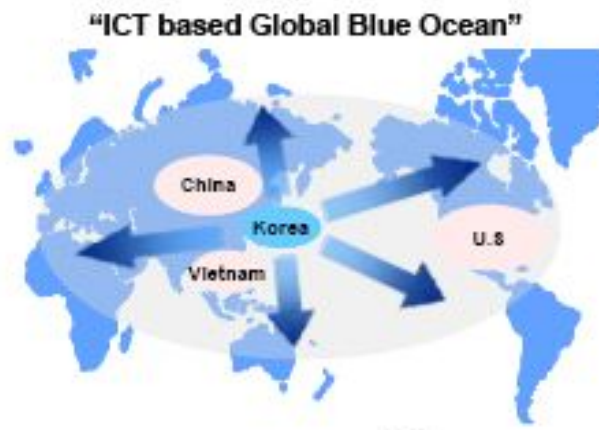 “ICT based Global Blue Ocean”
China
Korea
U.S
Vietnam